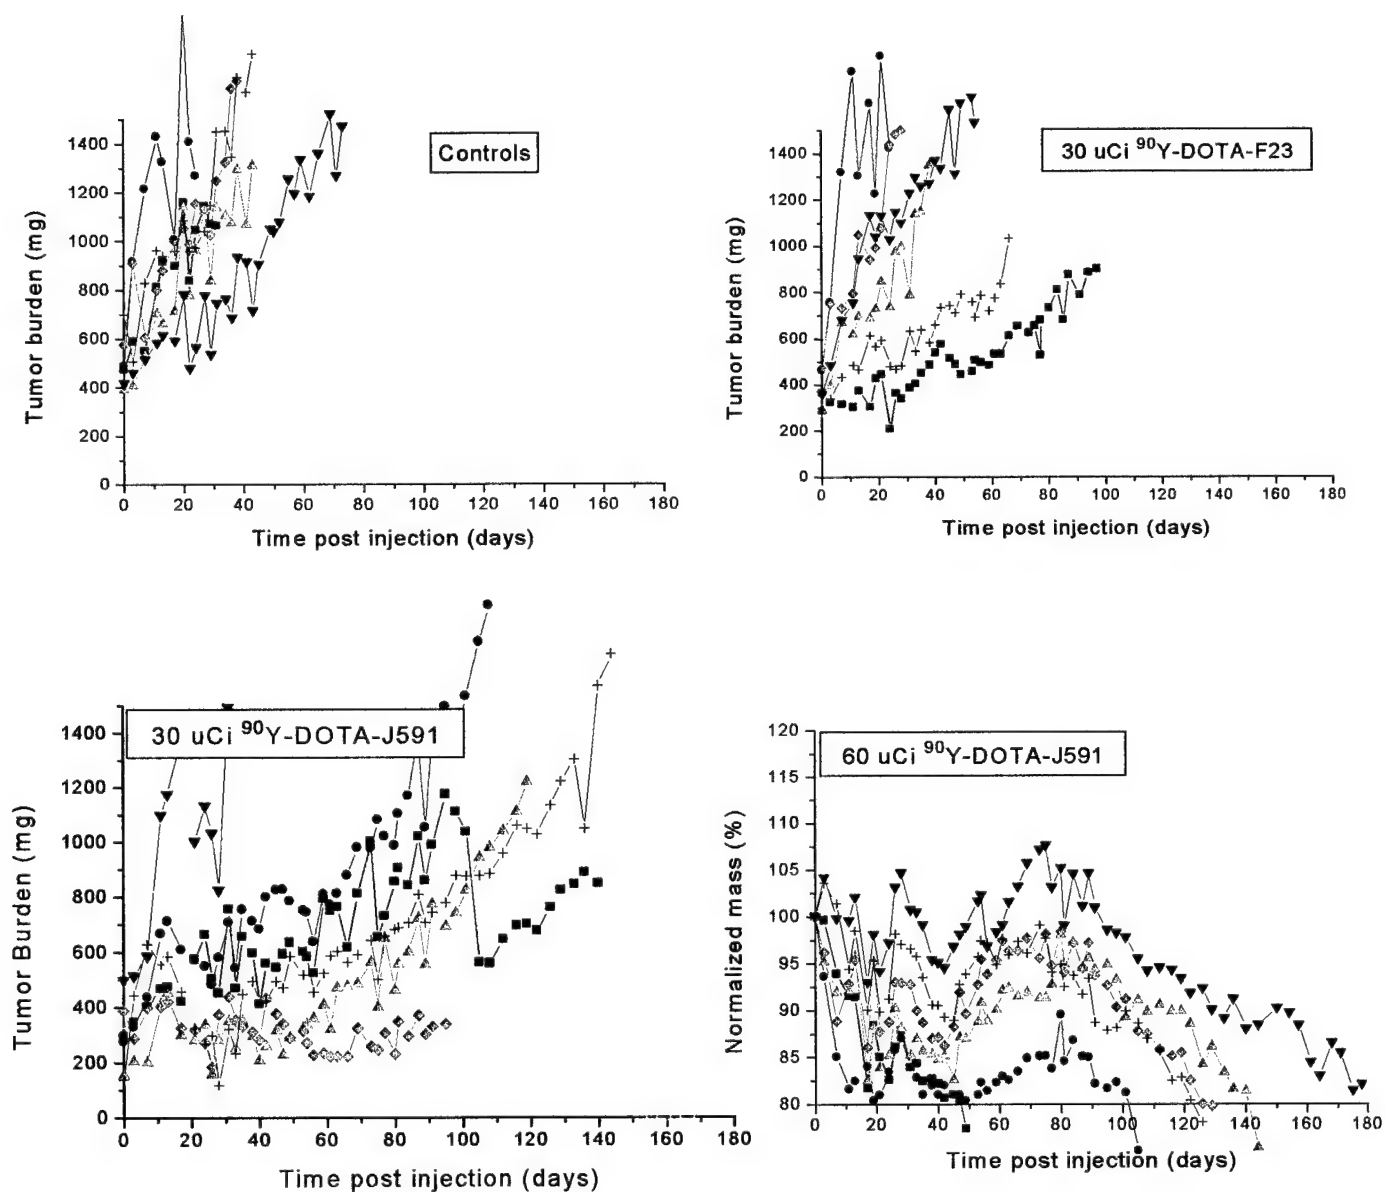 Controls
Tumor burden (mg)
1400
1200
1000
800
600
400
200
0
0 20 40 60 80 100 120 140 160 180
Time post injection (days)
30 uCi ⁹⁰Y-DOTA-F23
Tumor burden (mg)
1400
1200
1000
800
600
400
200
0
0 20 40 60 80 100 120 140 160 180
Time post injection (days)
30 uCi ⁹⁰Y-DOTA-J591
Tumor Burden (mg)
1400
1200
1000
800
600
400
200
0
0 20 40 60 80 100 120 140 160 180
Time post injection (days)
60 uCi ⁹⁰Y-DOTA-J591
Normalized mass (%)
120
115
110
105
100
95
90
85
80
0 20 40 60 80 100 120 140 160 180
Time post injection (days)